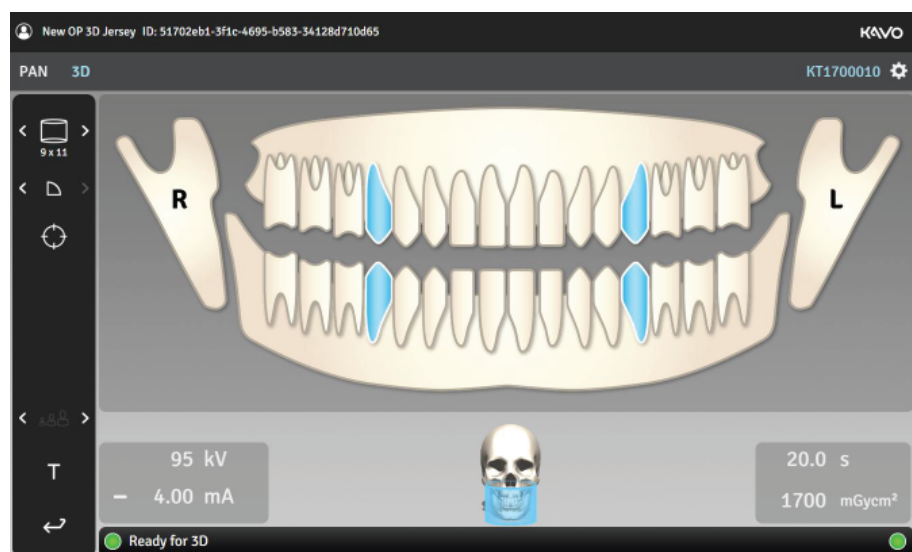 New OP 3D Jersey ID: 51702eb1-3f1c-4695-b583-34128d710d65
KAVO
PAN 3D
KT1700010
9 x 11
R
L
95 kV
− 4.00 mA
20.0 s
1700 mGycm²
T
Ready for 3D